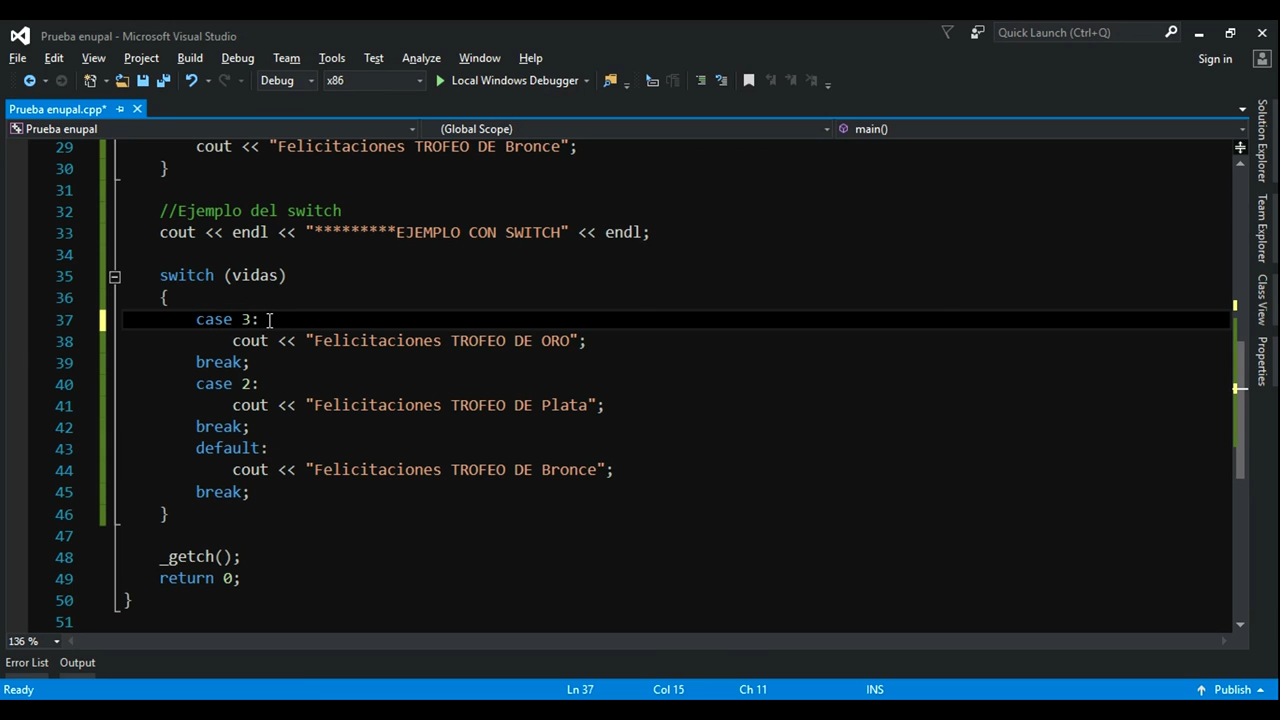 Prueba enupal - Microsoft Visual Studio
Quick Launch (Ctrl+Q)
File Edit View Project Build Debug Team Tools Test Analyze Window Help
Sign in
Debug x86 Local Windows Debugger
Prueba enupal.cpp*
Prueba enupal (Global Scope) main()
29 cout << "Felicitaciones TROFEO DE Bronce";
30 }
31
32 //Ejemplo del switch
33 cout << endl << "*********EJEMPLO CON SWITCH" << endl;
34
35 switch (vidas)
36 {
37 case 3:
38 cout << "Felicitaciones TROFEO DE ORO";
39 break;
40 case 2:
41 cout << "Felicitaciones TROFEO DE Plata";
42 break;
43 default:
44 cout << "Felicitaciones TROFEO DE Bronce";
45 break;
46 }
47
48 _getch();
49 return 0;
50 }
51
136 %
Error List Output
Ready Ln 37 Col 15 Ch 11 INS Publish
Solution Explorer
Team Explorer
Class View
Properties